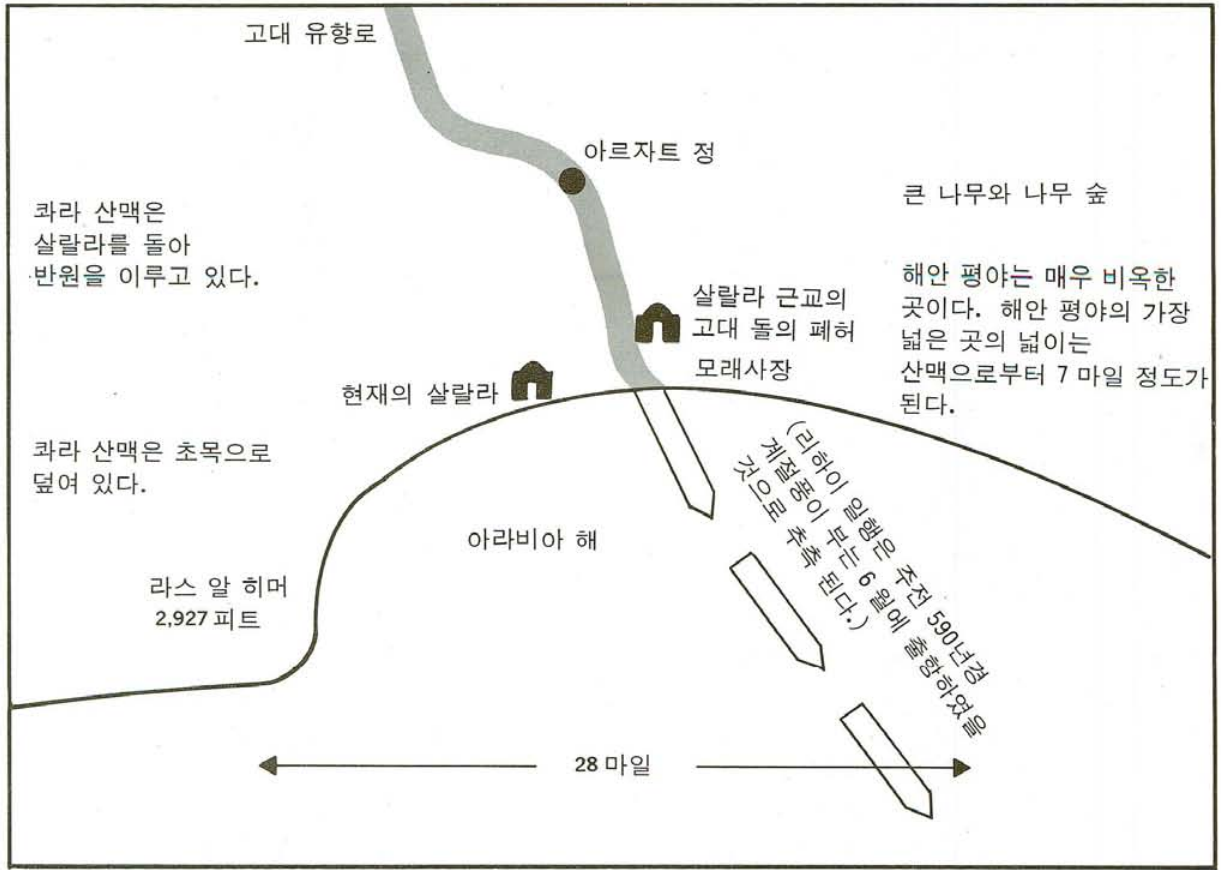 고대 유향로
아르자트 정
큰 나무와 나무 숲
콰라 산맥은
살랄라를 돌아
반원을 이루고 있다.
해안 평야는 매우 비옥한
곳이다. 해안 평야의 가장
넓은 곳의 넓이는
산맥으로부터 7 마일 정도가
된다.
살랄라 근교의
고대 돌의 폐허
모래사장
현재의 살랄라
콰라 산맥은 초목으로
덮여 있다.
(리하이 일행은 주전 590년경
계절풍이 부는 6 월에 출항하였을
것으로 추측 된다.)
아라비아 해
라스 알 히머
2,927 피트
28 마일